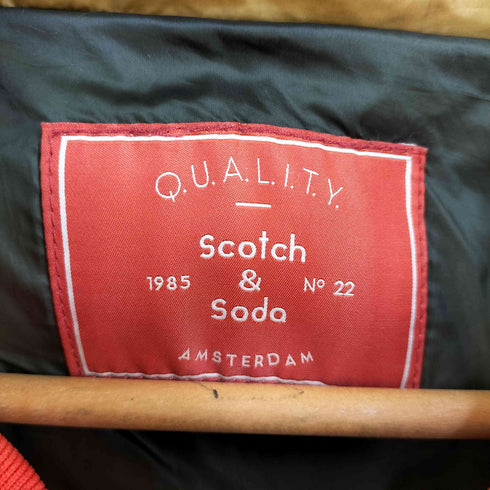 Q.U.A.L.I.T.Y.
Scotch
1985 & Nº 22
Soda
AMSTERDAM